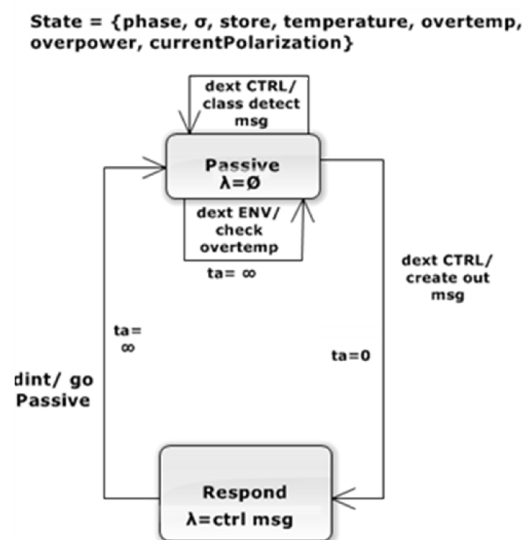 State = {phase, σ, store, temperature, overtemp,
overpower, currentPolarization}
dext CTRL/
class detect
msg
Passive
λ=Ø
dext ENV/
check
overtemp
ta= ∞
dext CTRL/
create out
msg
ta=
∞
ta=0
dint/ go
Passive
Respond
λ=ctrl msg